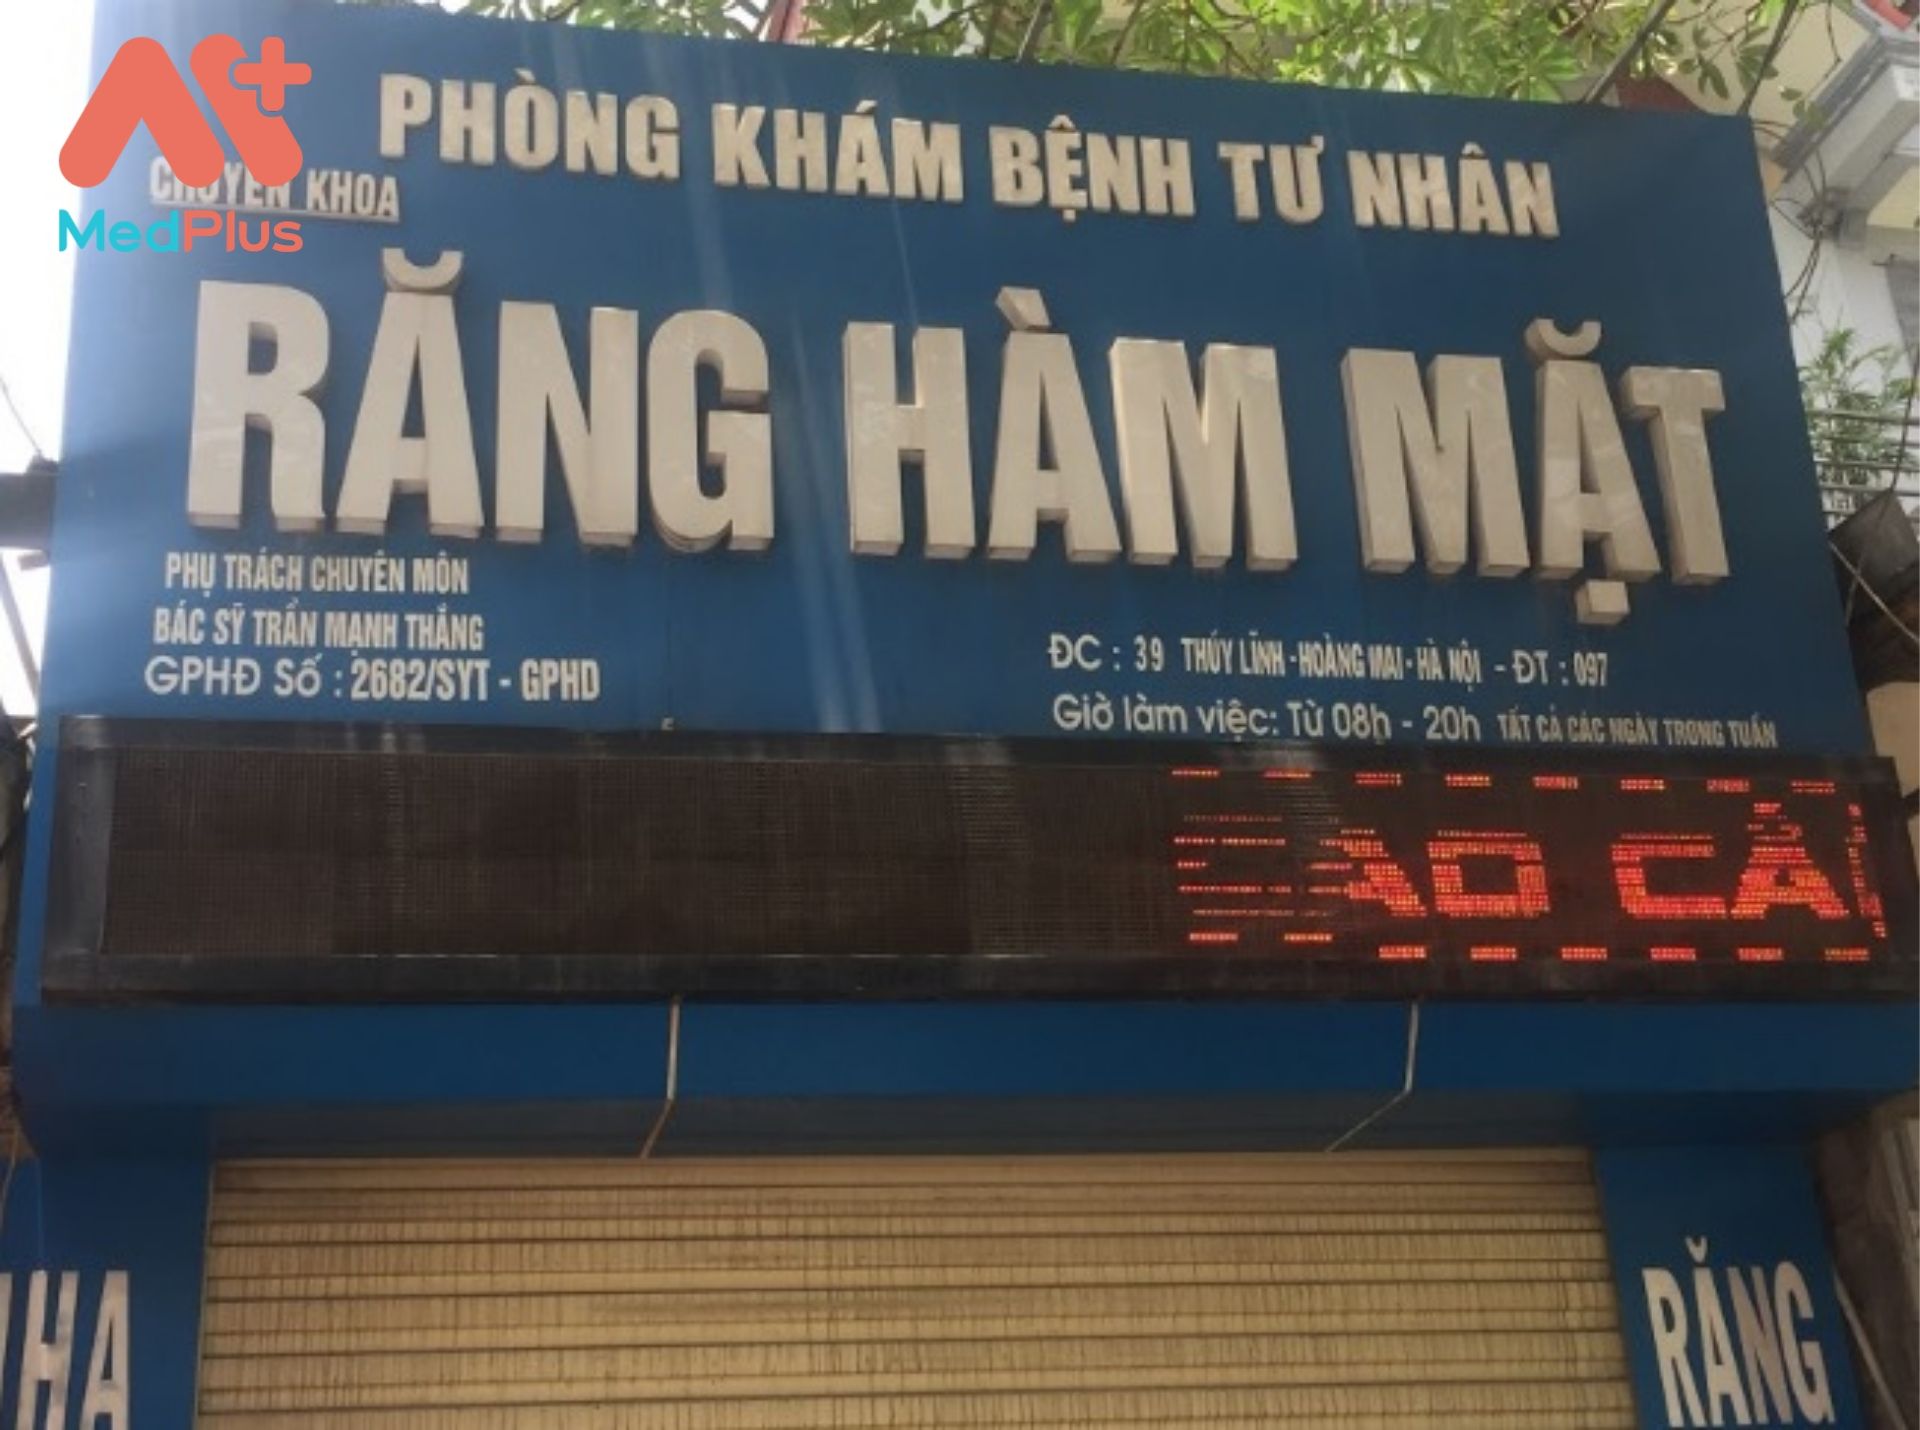 PHÒNG KHÁM BỆNH TƯ NHÂN
CHUYÊN KHOA
MedPlus
RĂNG HÀM MẶT
PHỤ TRÁCH CHUYÊN MÔN
BÁC SỸ TRẦN MẠNH THẮNG
GPHĐ Số : 2682/SYT - GPHD
ĐC : 39 THÚY LĨNH - HOÀNG MAI - HÀ NỘI - ĐT : 097
Giờ làm việc: Từ 08h - 20h TẤT CẢ CÁC NGÀY TRONG TUẦN
RĂNG